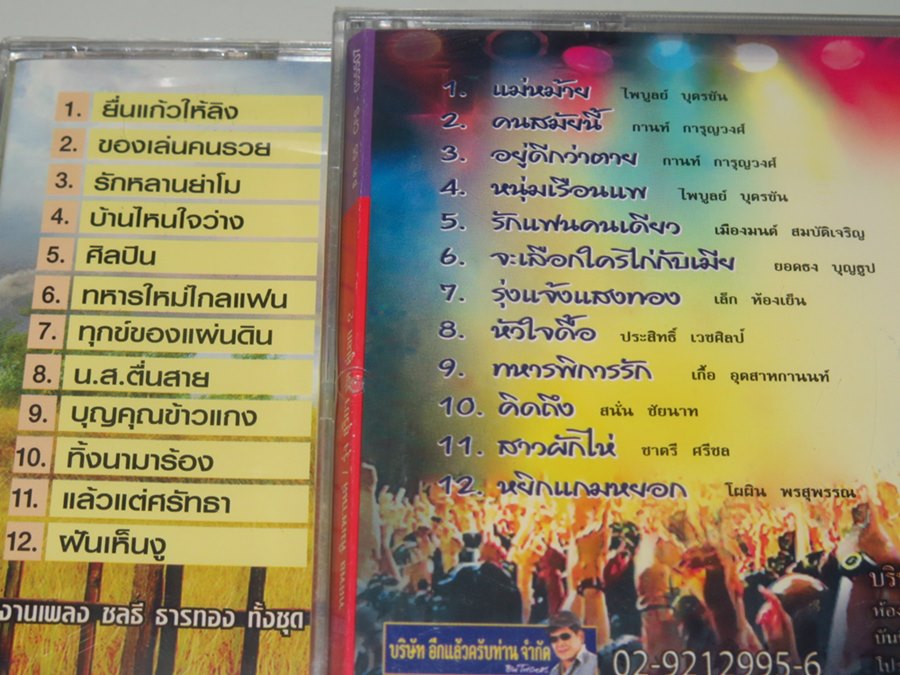 1. ยื่นแก้วให้ลิง
2. ของเล่นคนรวย
3. รักหลานย่าโม
4. บ้านไหนใจว่าง
5. ศิลปิน
6. ทหารใหม่ไกลแฟน
7. ทุกข์ของแผ่นดิน
8. น.ส.ตื่นสาย
9. บุญคุณข้าวแกง
10. ทิ้งนามาร้อง
11. แล้วแต่ศรัทธา
12. ฝันเห็นงู
งานเพลง ชลธี ธารทอง ทั้งชุด
1. แม่หม้าย ไพบูลย์ บุตรขัน
2. คนสมัยนี้ กานท์ การุญวงศ์
3. อยู่ดีกว่าตาย กานท์ การุญวงศ์
4. หนุ่มเรือนแพ ไพบูลย์ บุตรขัน
5. รักแฟนคนเดียว เมืองมนต์ สมบัติเจริญ
6. จะเลือกใครไก่กับเมีย ยอดธง บุญธูป
7. รุ่งแจ้งแสงทอง เล็ก ท้องเย็น
8. หัวใจดื้อ ประสิทธิ์ เวชศิลป์
9. ทหารพิการรัก เกื้อ อุดสาหกานนท์
10. คิดถึง สนั่น ชัยนาท
11. สาวผักไห่ ชาตรี ศรีชล
12. หยิกแกมหยอก โผผิน พรสุพรรณ
บริษัท อีกแล้วครับท่าน จำกัด
02-9212995-6